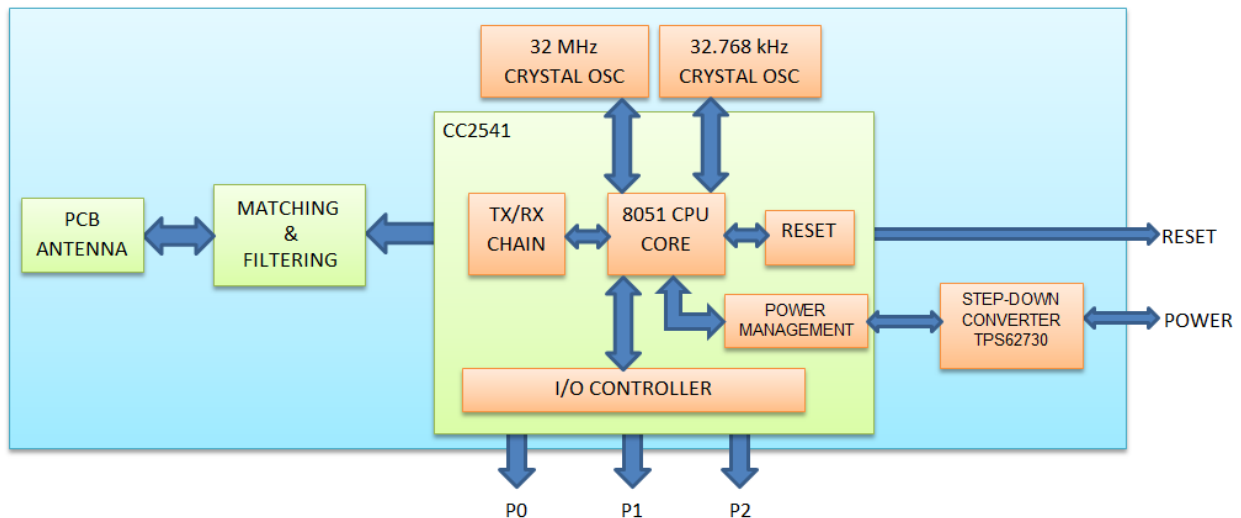 32 MHz
CRYSTAL OSC
32.768 kHz
CRYSTAL OSC
CC2541
PCB
ANTENNA
MATCHING
&
FILTERING
TX/RX
CHAIN
8051 CPU
CORE
RESET
RESET
POWER
MANAGEMENT
STEP-DOWN
CONVERTER
TPS62730
POWER
I/O CONTROLLER
P0
P1
P2